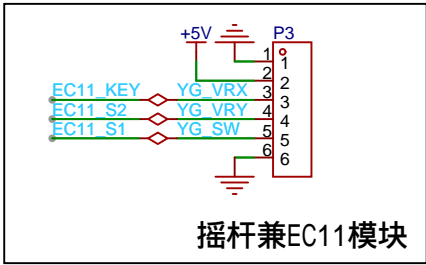 +5V P3
1 1
2 2
EC11_KEY YG_VRX 3 3
EC11_S2 YG_VRY 4 4
EC11_S1 YG_SW 5 5
6 6
摇杆兼EC11模块